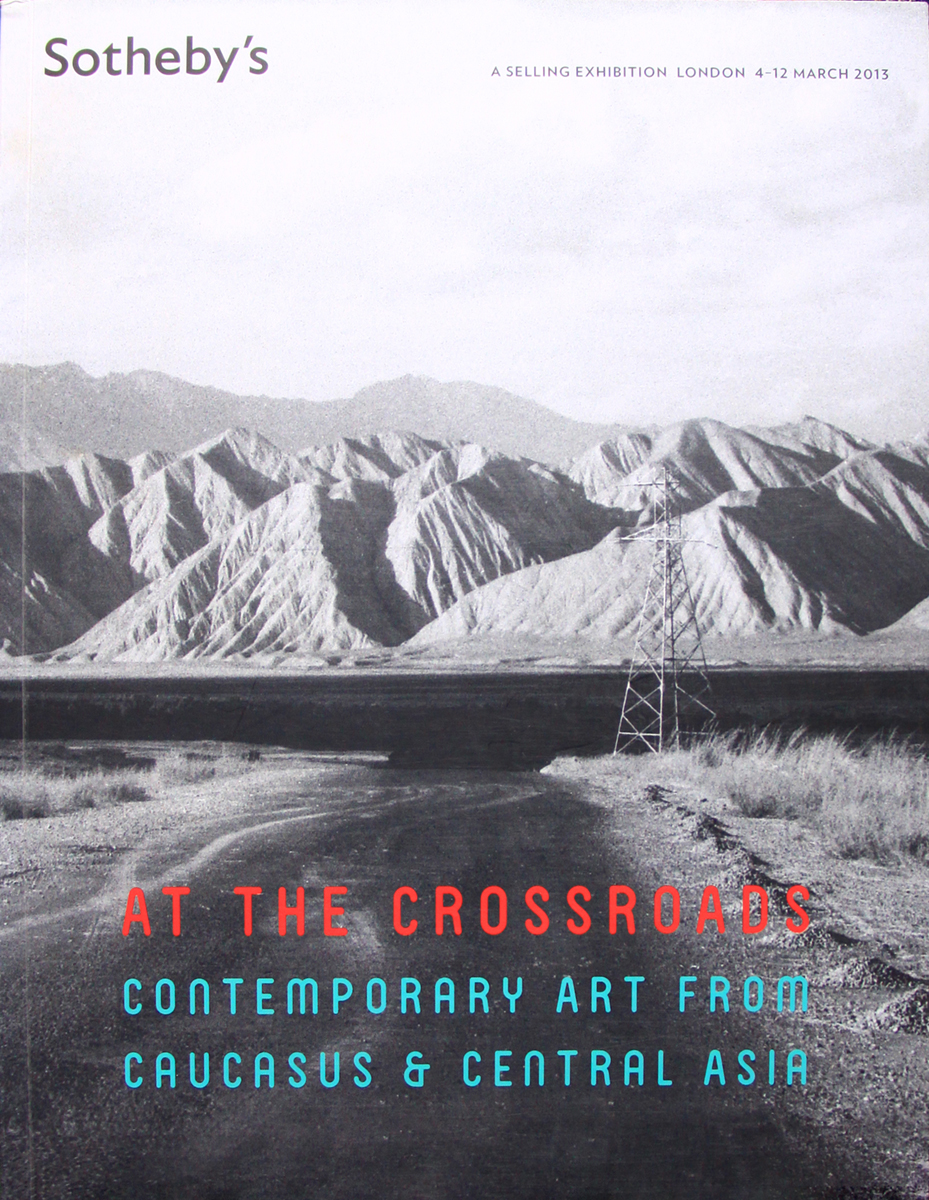 Sotheby's
A SELLING EXHIBITION LONDON 4–12 MARCH 2013
AT THE CROSSROADS
CONTEMPORARY ART FROM
CAUCASUS & CENTRAL ASIA